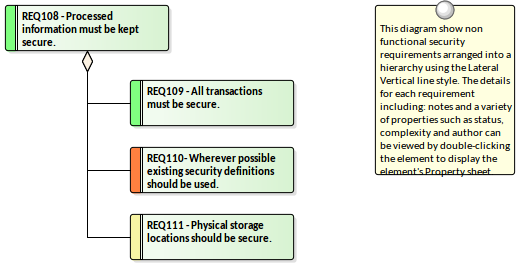 REQ108 - Processed
information must be kept
secure.
REQ109 - All transactions
must be secure.
REQ110- Wherever possible
existing security definitions
should be used.
REQ111 - Physical storage
locations should be secure.
This diagram show non
functional security
requirements arranged into a
hierarchy using the Lateral
Vertical line style. The details
for each requirement
including: notes and a variety
of properties such as status,
complexity and author can
be viewed by double-clicking
the element to display the
element's Property sheet